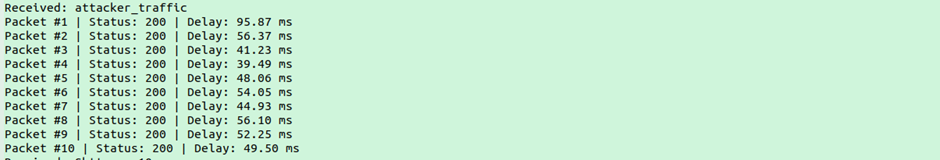 Received: attacker_traffic
Packet #1 | Status: 200 | Delay: 95.87 ms
Packet #2 | Status: 200 | Delay: 56.37 ms
Packet #3 | Status: 200 | Delay: 41.23 ms
Packet #4 | Status: 200 | Delay: 39.49 ms
Packet #5 | Status: 200 | Delay: 48.06 ms
Packet #6 | Status: 200 | Delay: 54.05 ms
Packet #7 | Status: 200 | Delay: 44.93 ms
Packet #8 | Status: 200 | Delay: 56.10 ms
Packet #9 | Status: 200 | Delay: 52.25 ms
Packet #10 | Status: 200 | Delay: 49.50 ms